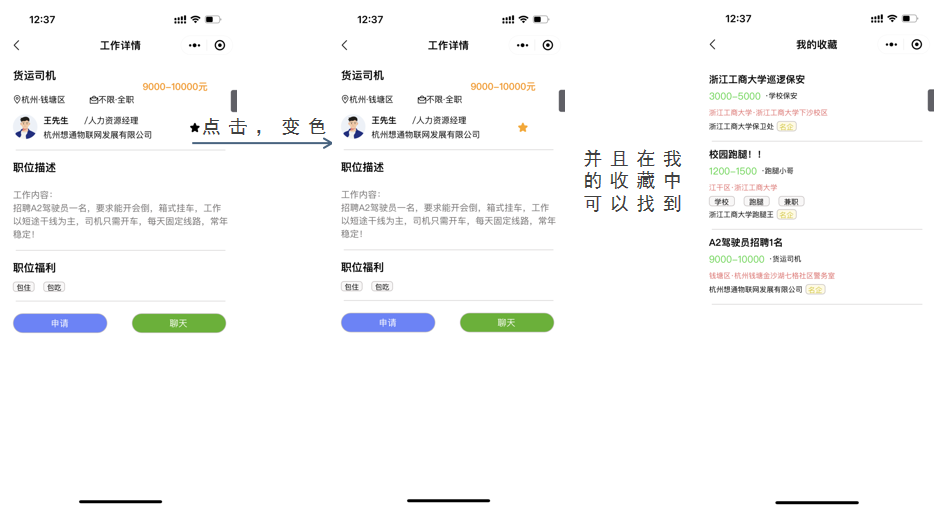 12:37
工作详情
货运司机
9000-10000元
杭州·钱塘区
不限·全职
王先生 /人力资源经理
杭州想通物联网发展有限公司
职位描述
工作内容：
招聘A2驾驶员一名，要求能开会倒，箱式挂车，工作
以短途干线为主，司机只需开车，每天固定线路，常年
稳定！
职位福利
包住 包吃
申请 聊天
点击，变色
12:37
工作详情
货运司机
9000-10000元
杭州·钱塘区
不限·全职
王先生 /人力资源经理
杭州想通物联网发展有限公司
职位描述
工作内容：
招聘A2驾驶员一名，要求能开会倒，箱式挂车，工作
以短途干线为主，司机只需开车，每天固定线路，常年
稳定！
职位福利
包住 包吃
申请 聊天
并且在我
的收藏中
可以找到
12:37
我的收藏
浙江工商大学巡逻保安
3000-5000 ·学校保安
浙江工商大学·浙江工商大学下沙校区
浙江工商大学保卫处 名企
校园跑腿！！
1200-1500 ·跑腿小哥
江干区·浙江工商大学
学校 跑腿 兼职
浙江工商大学跑腿王 名企
A2驾驶员招聘1名
9000-10000 ·货运司机
钱塘区·杭州钱塘金沙湖七格社区警务室
杭州想通物联网发展有限公司 名企